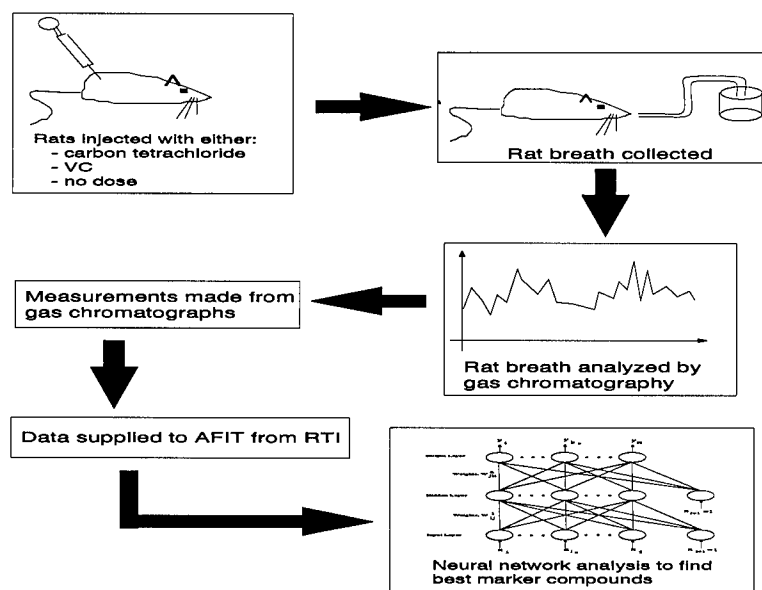 Rats injected with either:
- carbon tetrachloride
- VC
- no dose
Rat breath collected
Rat breath analyzed by
gas chromatography
Measurements made from
gas chromatographs
Data supplied to AFIT from RTI
Neural network analysis to find
best marker compounds